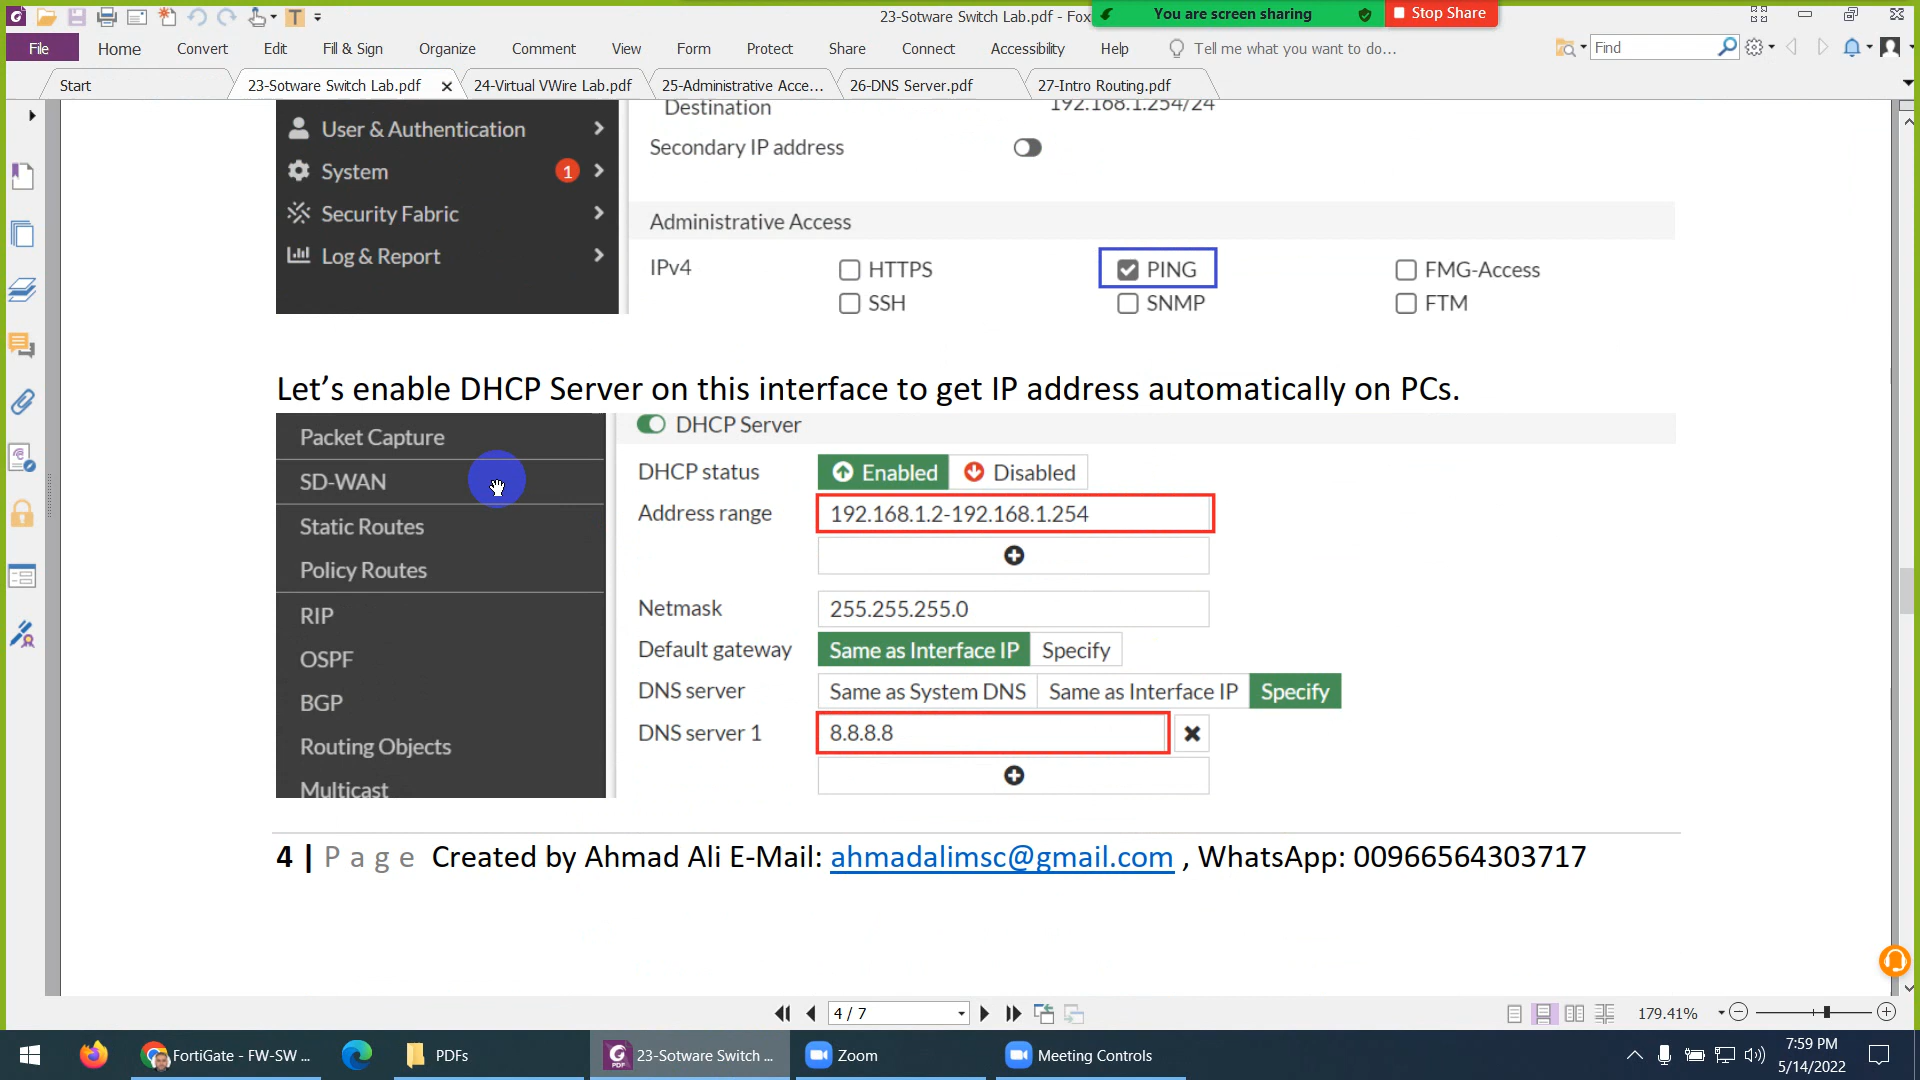 23-Sotware Switch Lab.pdf - Fox
You are screen sharing
Stop Share
File
Home
Convert
Edit
Fill & Sign
Organize
Comment
View
Form
Protect
Share
Connect
Accessibility
Help
Tell me what you want to do...
Find
Start
23-Sotware Switch Lab.pdf
24-Virtual VWire Lab.pdf
25-Administrative Acce...
26-DNS Server.pdf
27-Intro Routing.pdf
User & Authentication
System
1
Security Fabric
Log & Report
Destination
192.168.1.254/24
Secondary IP address
Administrative Access
IPv4
HTTPS
PING
FMG-Access
SSH
SNMP
FTM
Let’s enable DHCP Server on this interface to get IP address automatically on PCs.
Packet Capture
SD-WAN
Static Routes
Policy Routes
RIP
OSPF
BGP
Routing Objects
Multicast
DHCP Server
DHCP status
Enabled
Disabled
Address range
192.168.1.2-192.168.1.254
Netmask
255.255.255.0
Default gateway
Same as Interface IP
Specify
DNS server
Same as System DNS
Same as Interface IP
Specify
DNS server 1
8.8.8.8
4 | P a g e Created by Ahmad Ali E-Mail: ahmadalimsc@gmail.com , WhatsApp: 00966564303717
4 / 7
179.41%
FortiGate - FW-SW ...
PDFs
23-Sotware Switch ...
Zoom
Meeting Controls
7:59 PM
5/14/2022